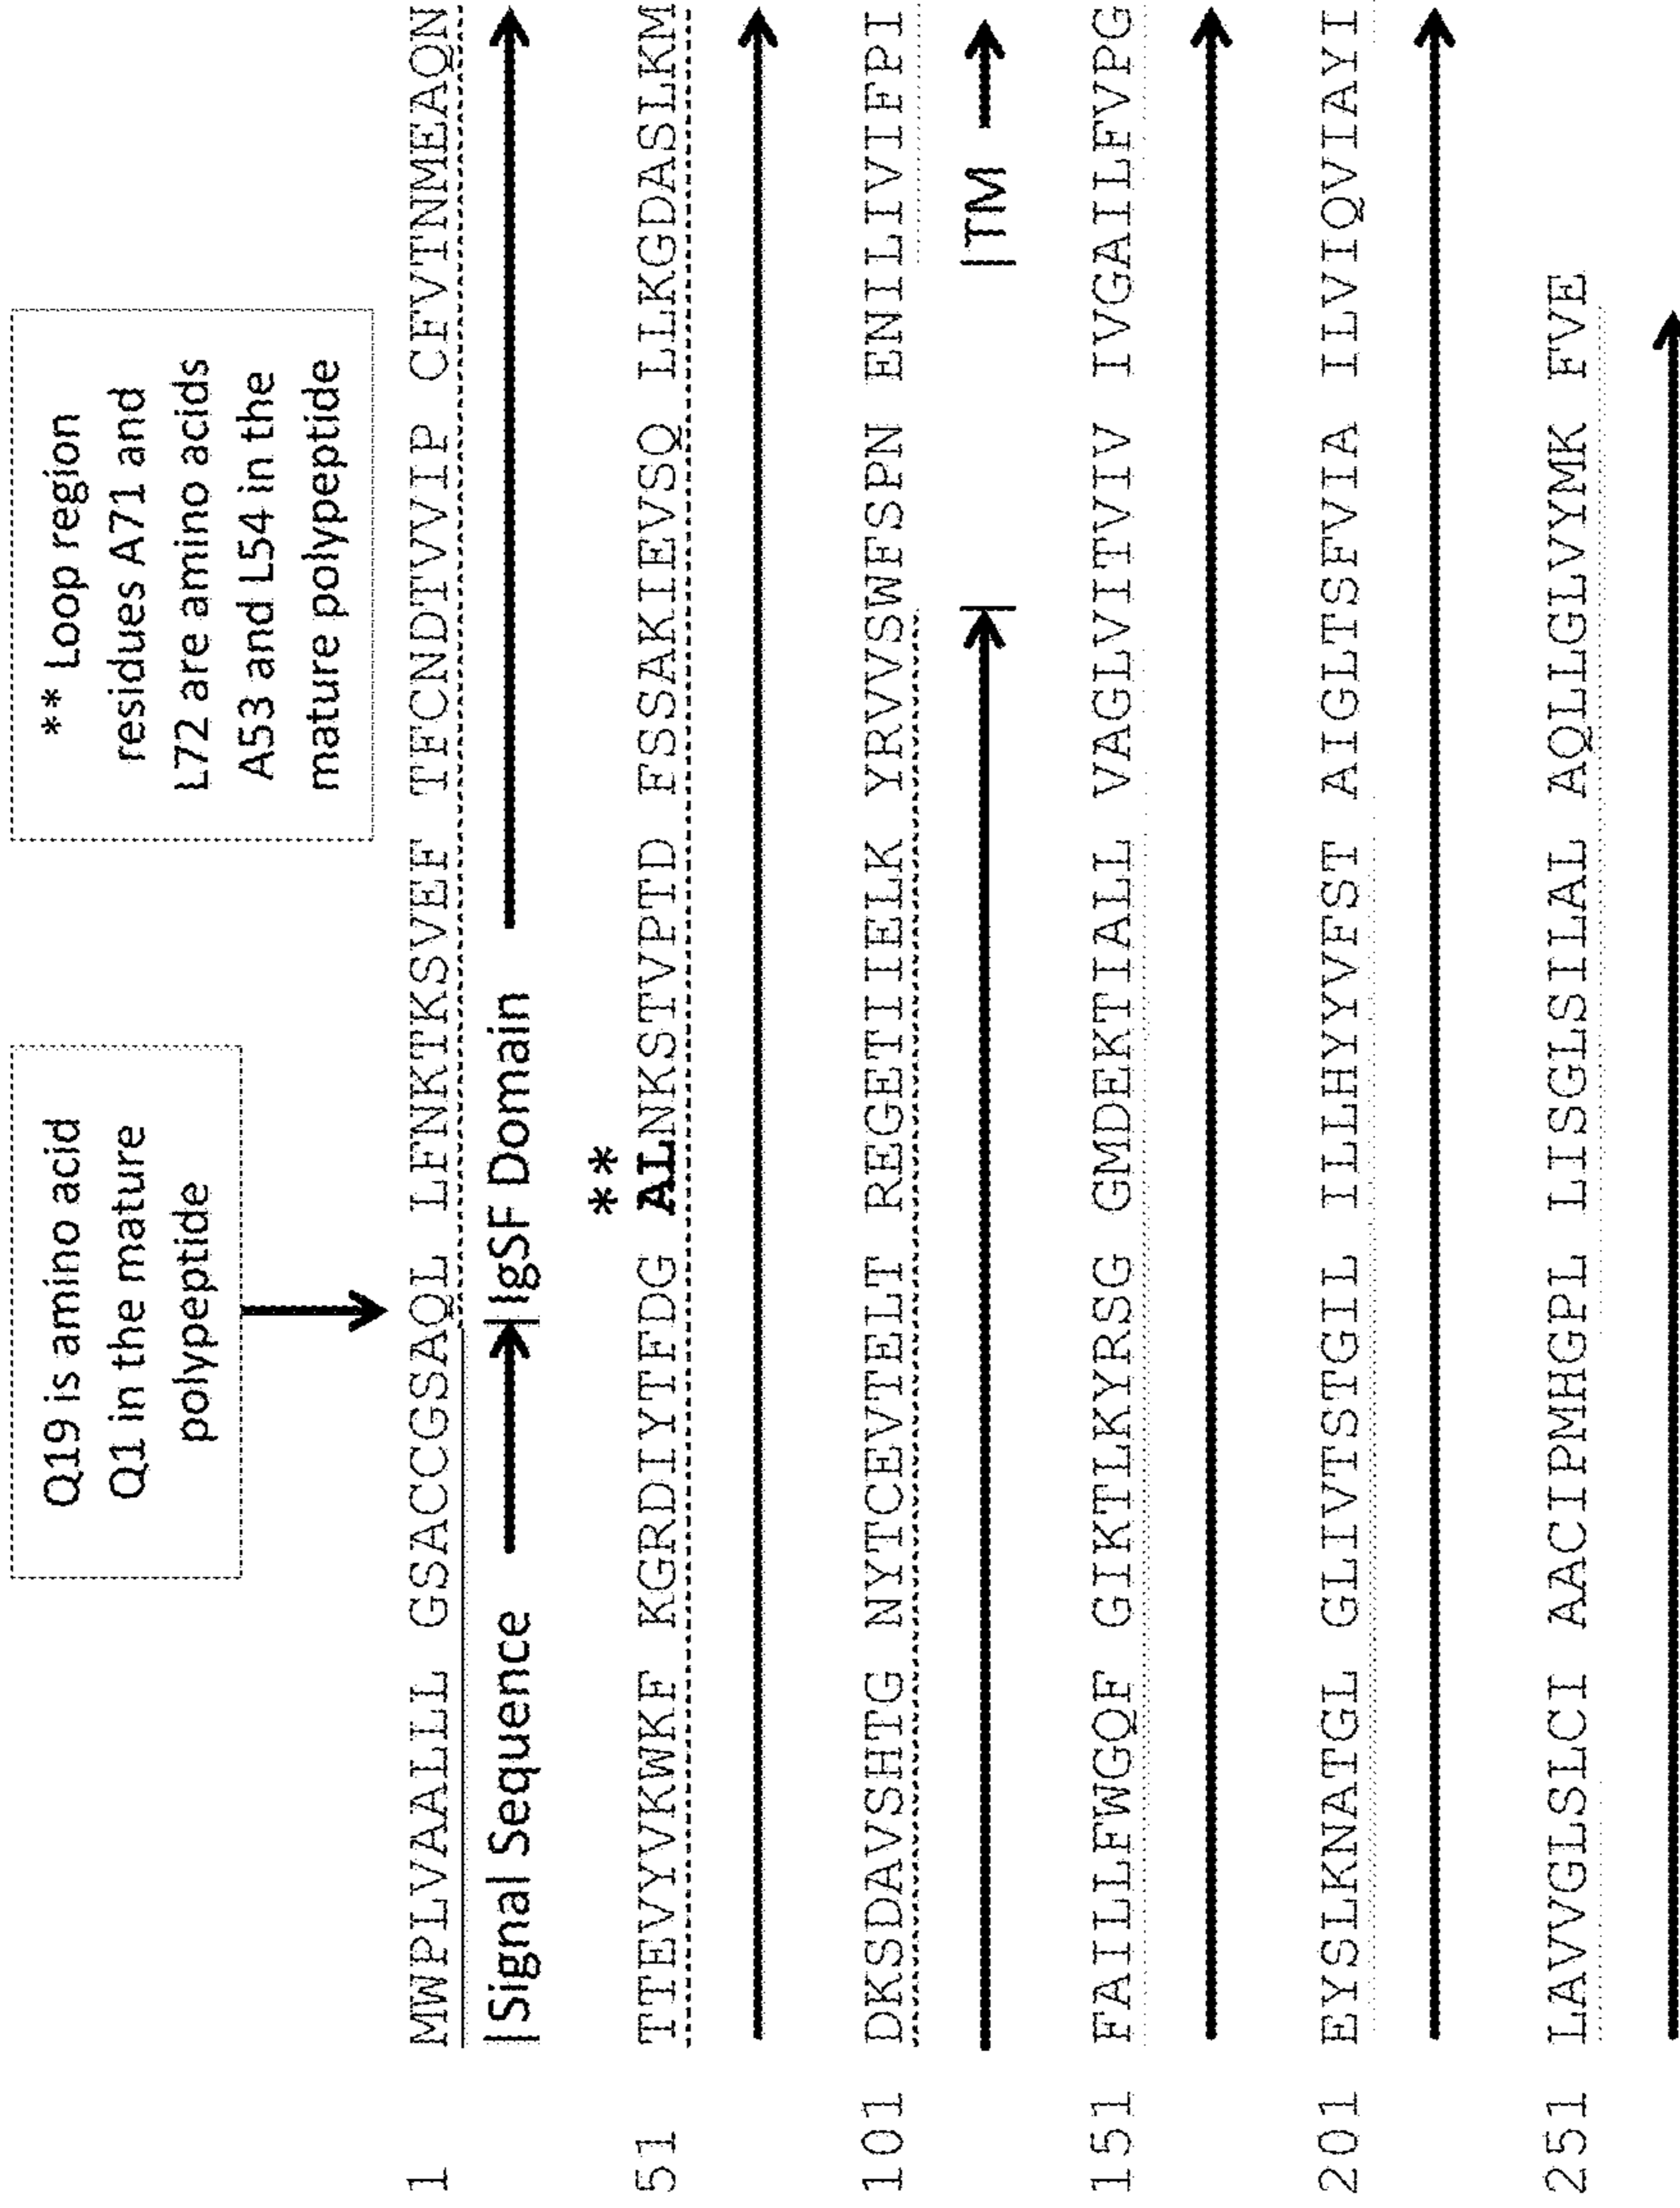 Q19 is amino acid
Q1 in the mature
polypeptide
** Loop region
residues A71 and
L72 are amino acids
A53 and L54 in the
mature polypeptide
1 MWPLVAALLL GSACCGSAQL LFNKTKSVEF TFCNDTVVIP CFVTNMEAQN
|Signal Sequence |IgSF Domain
**
51 TTEVYVKWKF KGRDIYTFDG ALNKSTVPTD FSSAKIEVSQ LLKGDASLKM
101 DKSDAVSHTG NYTCEVTELT REGETIIELK YRVVSWFSPN ENILIVIFPI
|TM
151 FAILLFWGQF GIKTLKYRSG GMDEKTIALL VAGLVITVIV IVGAILFVPG
201 EYSLKNATGL GLIVTSTGIL ILLHYYVFST AIGLTSFVIA ILVIQVIAYI
251 LAVVGLSLCI AACIPMHGPL LISGLSILAL AQLLGLVYMK FVE